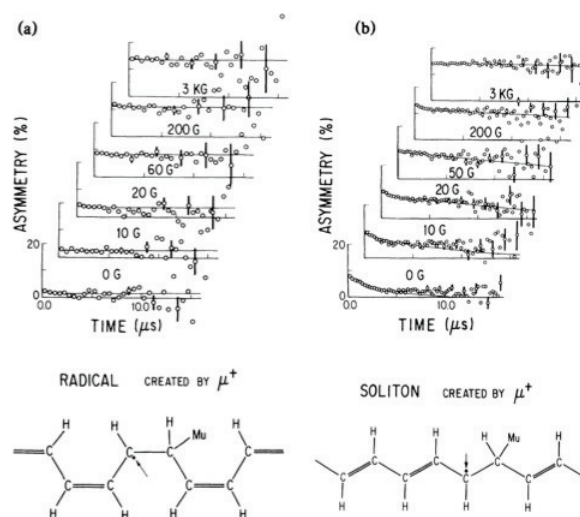 (a)
ASYMMETRY (%)
3 KG
200 G
60 G
20 G
10 G
20
0 G
0
0.0
10.0
TIME (μs)
(b)
ASYMMETRY (%)
3 KG
200 G
50 G
20 G
10 G
20
0 G
0
0.0
10.0
TIME (μs)
RADICAL CREATED BY μ+
H H H H
Mu
C C C C
C C C C
H H H H
SOLITON CREATED BY μ+
H H H Mu H
C C C C
C C C C
H H H H